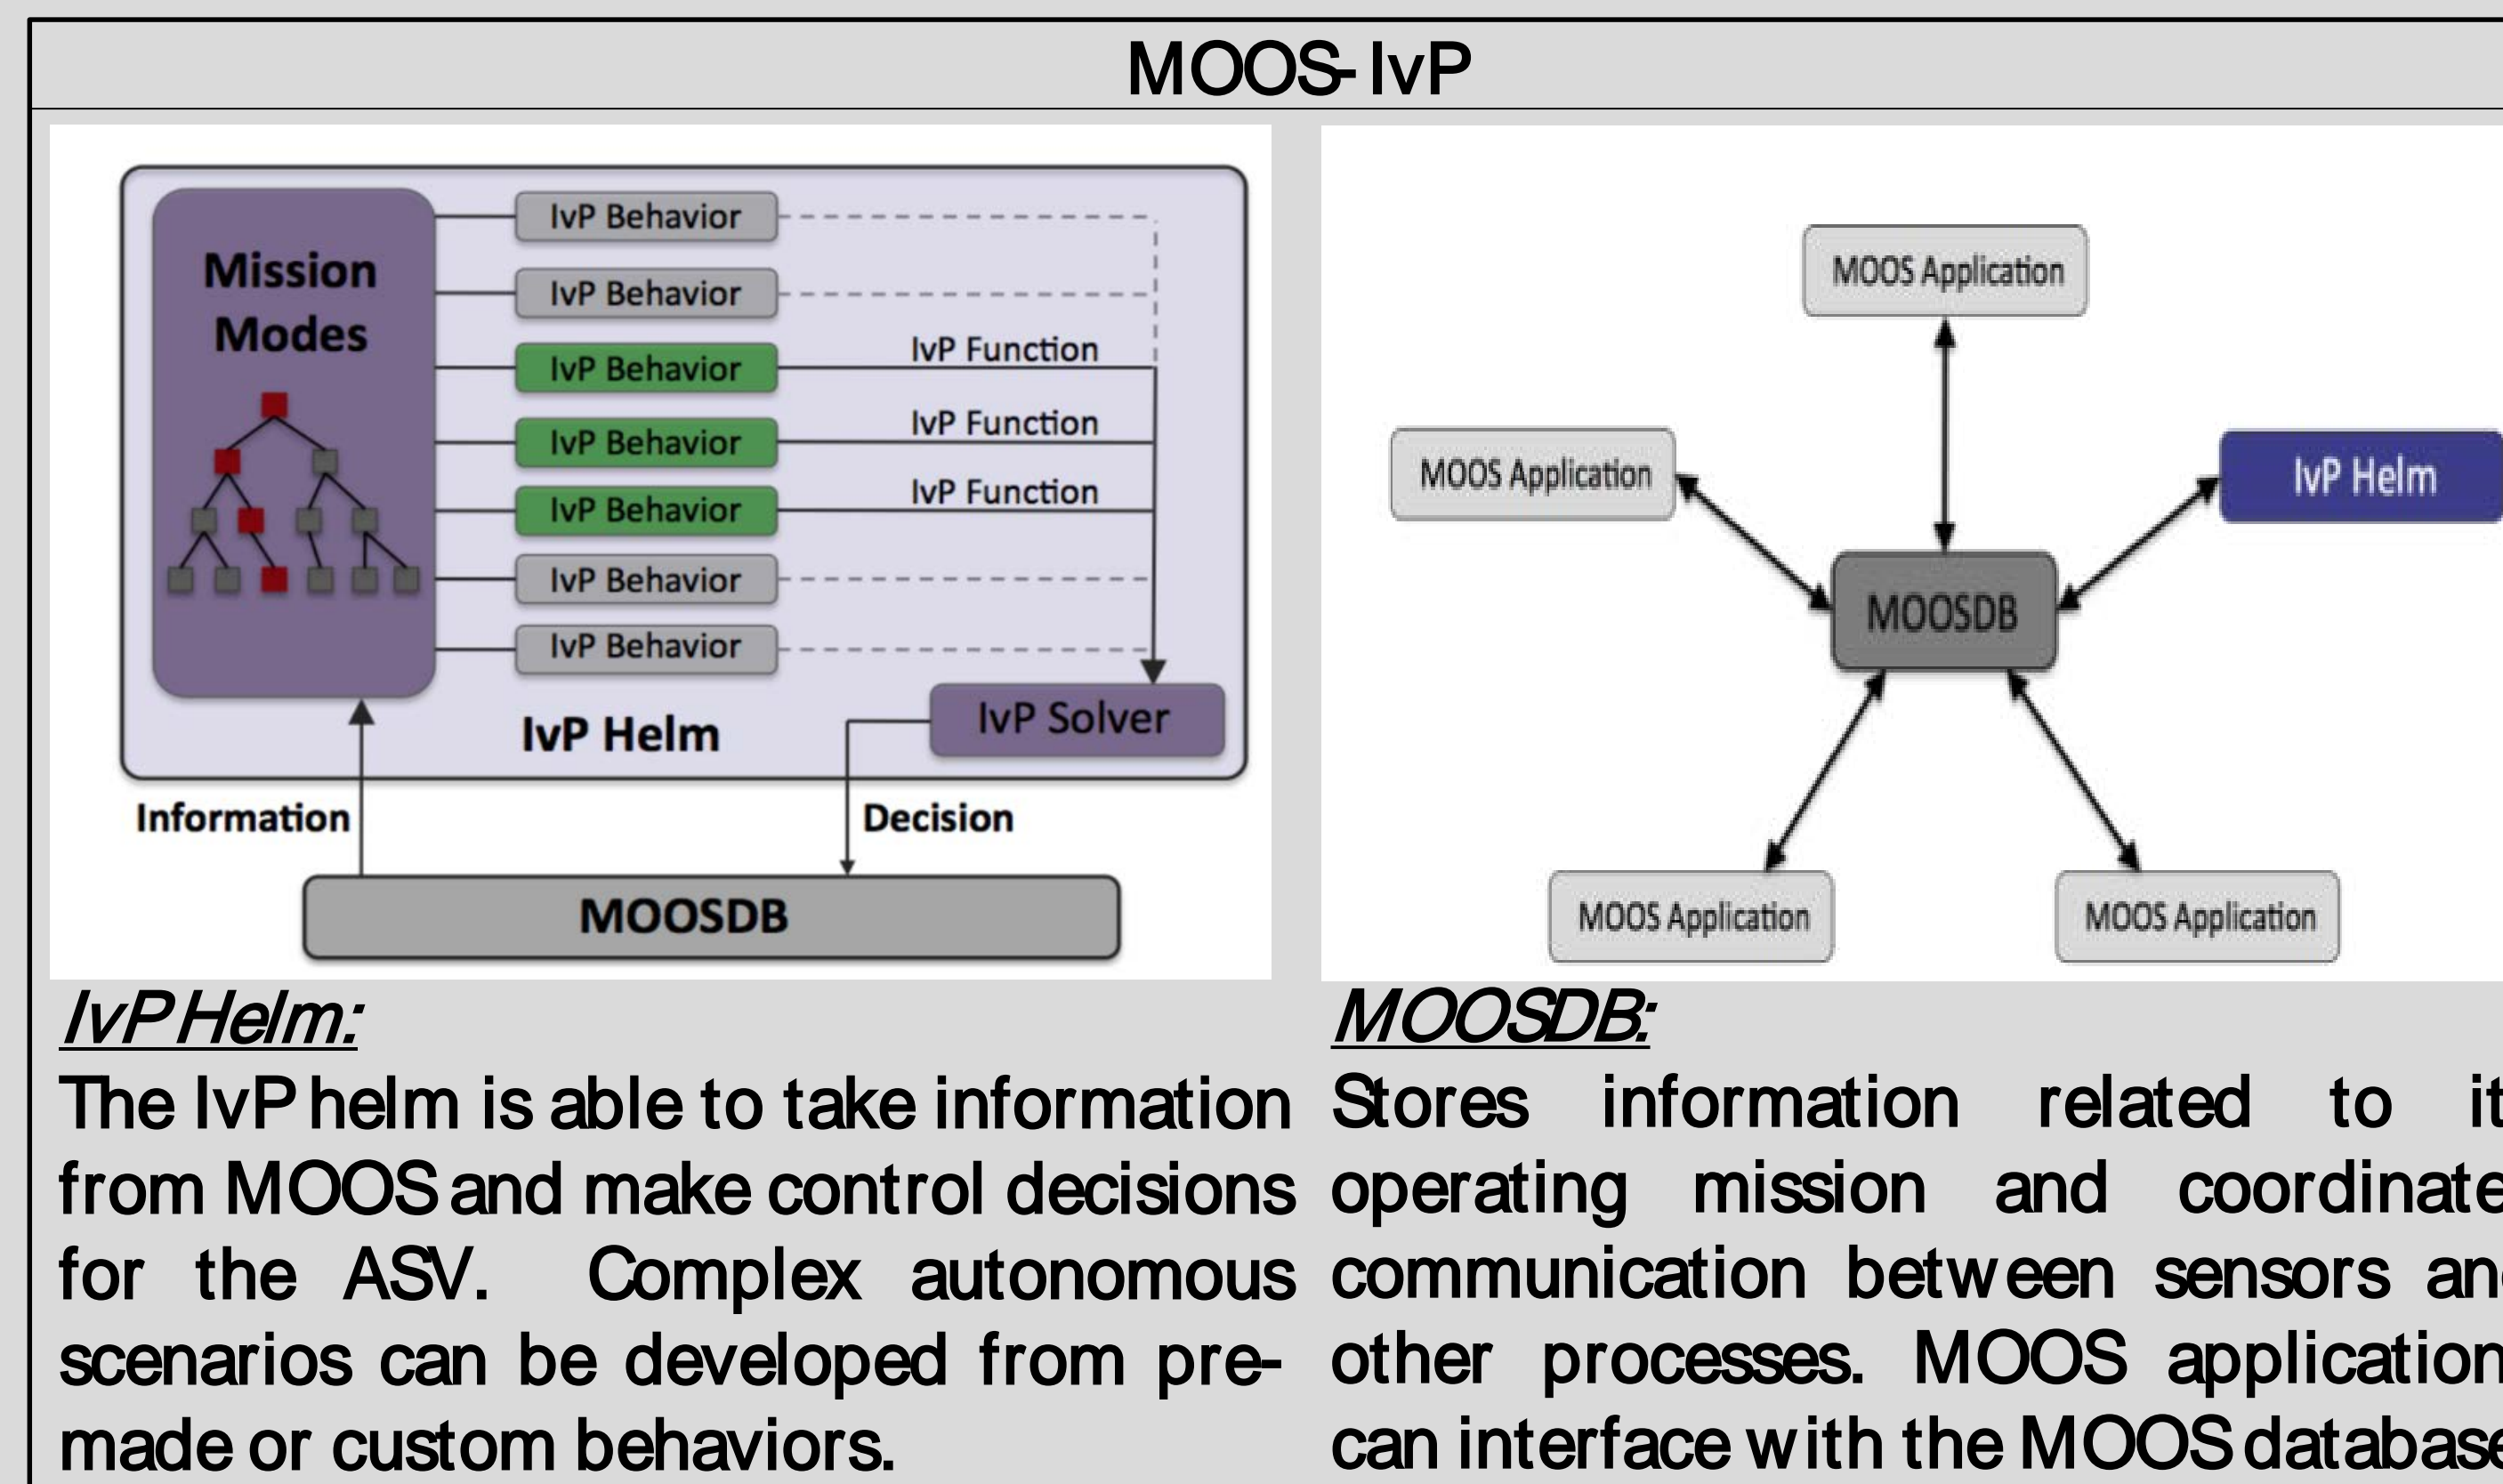 MOOS-IvP
Mission
Modes
IvP Behavior
IvP Behavior
IvP Behavior
IvP Behavior
IvP Behavior
IvP Behavior
IvP Behavior
IvP Function
IvP Function
IvP Function
IvP Solver
IvP Helm
Information
Decision
MOOSDB
MOOS Application
MOOS Application
IvP Helm
MOOSDB
MOOS Application
MOOS Application
IvP Helm:
The IvP helm is able to take information
from MOOS and make control decisions
for the ASV. Complex autonomous
scenarios can be developed from pre-
made or custom behaviors.
MOOSDB:
Stores information related to
operating mission and
communication between sensors
other processes. MOOS
can interface with the MOOS database